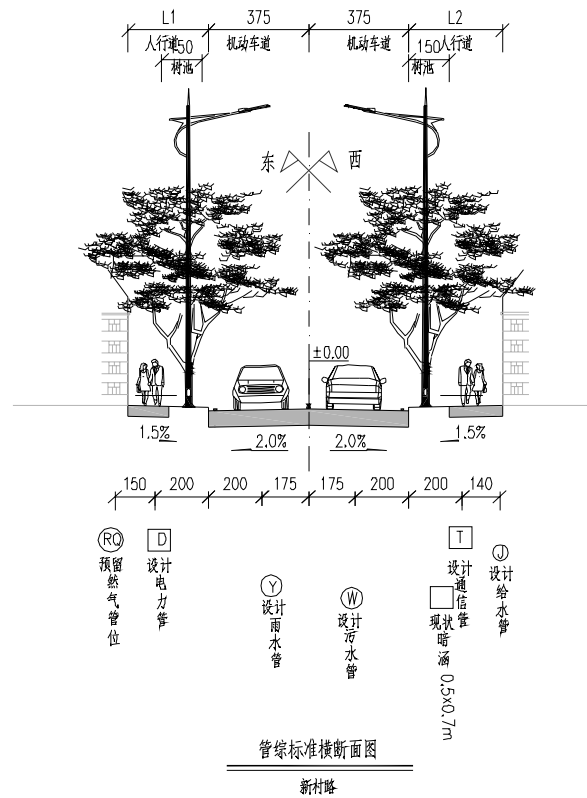 L1 375 375 L2
人行道 机动车道 机动车道 人行道
150 150
树池 树池
东 西
±0.00
1.5% 2.0% 2.0% 1.5%
150 200 200 175 175 200 200 140
RQ D Y W T J
预留然气管位
设计电力管
设计雨水管
设计污水管
现状暗涵 0.5x0.7m
设计通信管
设计给水管
管综标准横断面图
新村略